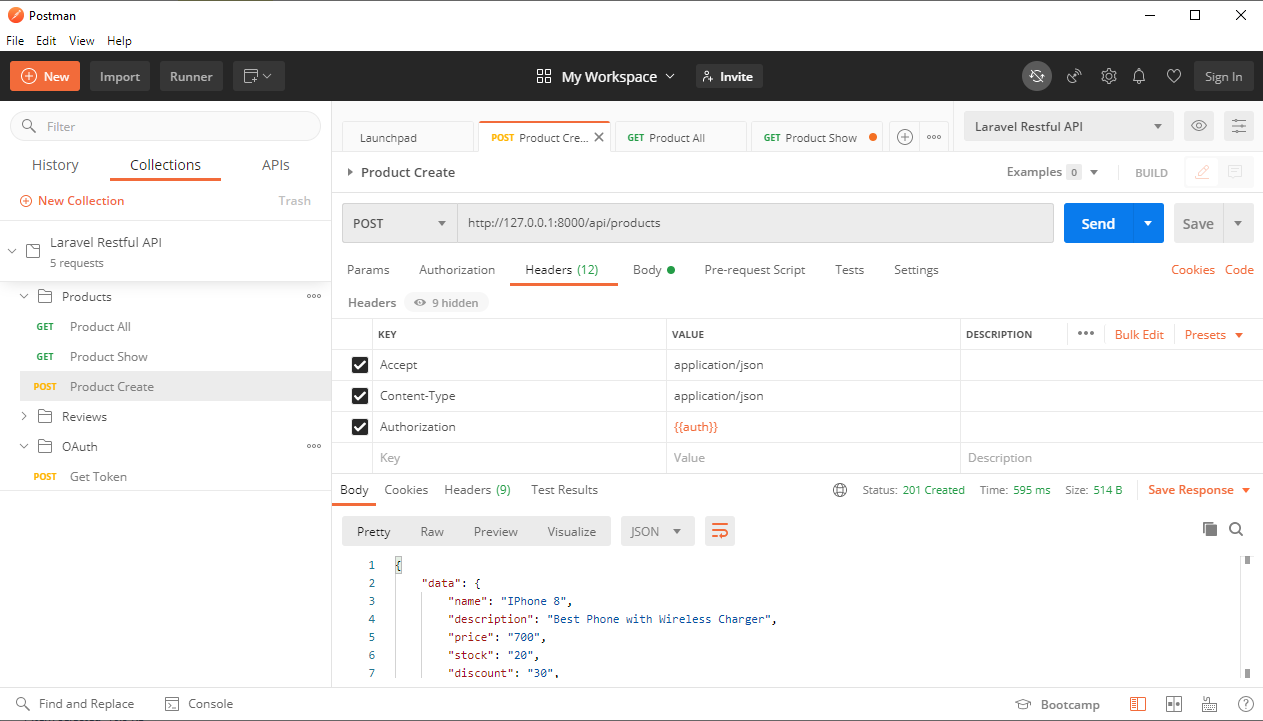 Postman
File Edit View Help
New Import Runner My Workspace Invite Sign In
Filter
History Collections APIs
New Collection Trash
Laravel Restful API
5 requests
Products
GET Product All
GET Product Show
POST Product Create
Reviews
OAuth
POST Get Token
Launchpad POST Product Cre... GET Product All GET Product Show Laravel Restful API
Product Create Examples 0 BUILD
POST http://127.0.0.1:8000/api/products Send Save
Params Authorization Headers (12) Body Pre-request Script Tests Settings Cookies Code
Headers 9 hidden
KEY VALUE DESCRIPTION Bulk Edit Presets
Accept application/json
Content-Type application/json
Authorization {{auth}}
Key Value Description
Body Cookies Headers (9) Test Results Status: 201 Created Time: 595 ms Size: 514 B Save Response
Pretty Raw Preview Visualize JSON
1 {
2 "data": {
3 "name": "IPhone 8",
4 "description": "Best Phone with Wireless Charger",
5 "price": "700",
6 "stock": "20",
7 "discount": "30",
Find and Replace Console Bootcamp